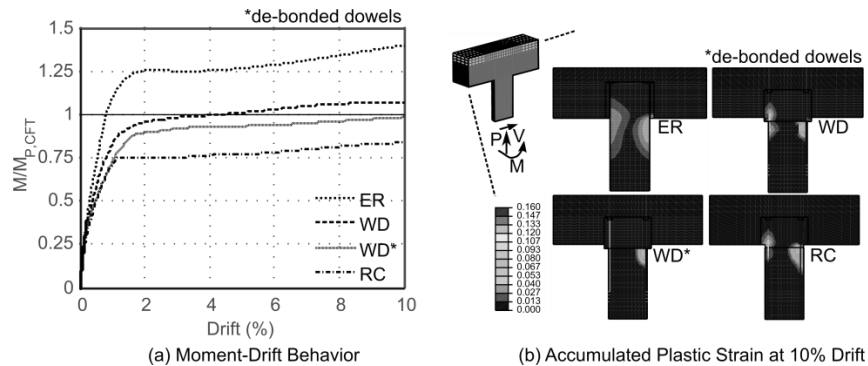 *de-bonded dowels
1.5
1.25
1
0.75
0.5
0.25
0
M/M_P,CFT
ER
WD
WD*
RC
0
2
4
6
8
10
Drift (%)
(a) Moment-Drift Behavior
*de-bonded dowels
P
V
M
ER
WD
0.160
0.147
0.133
0.120
0.107
0.093
0.080
0.067
0.053
0.040
0.027
0.013
0.000
WD*
RC
(b) Accumulated Plastic Strain at 10% Drift